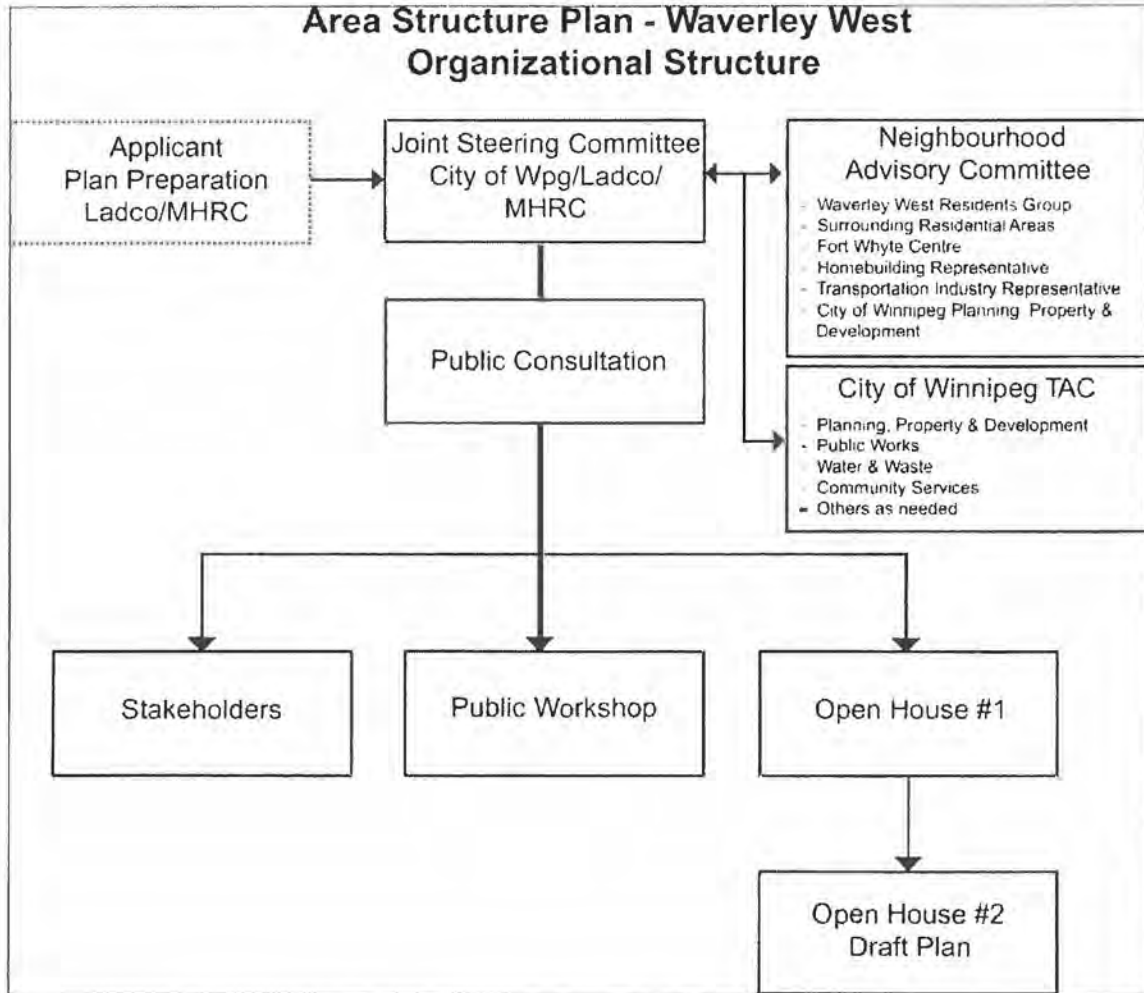 Area Structure Plan - Waverley West
Organizational Structure
Applicant
Plan Preparation
Ladco/MHRC
Joint Steering Committee
City of Wpg/Ladco/
MHRC
Neighbourhood
Advisory Committee
- Waverley West Residents Group
- Surrounding Residential Areas
- Fort Whyte Centre
- Homebuilding Representative
- Transportation Industry Representative
- City of Winnipeg Planning Property &
Development
Public Consultation
City of Winnipeg TAC
- Planning, Property & Development
- Public Works
- Water & Waste
- Community Services
- Others as needed
Stakeholders
Public Workshop
Open House #1
Open House #2
Draft Plan